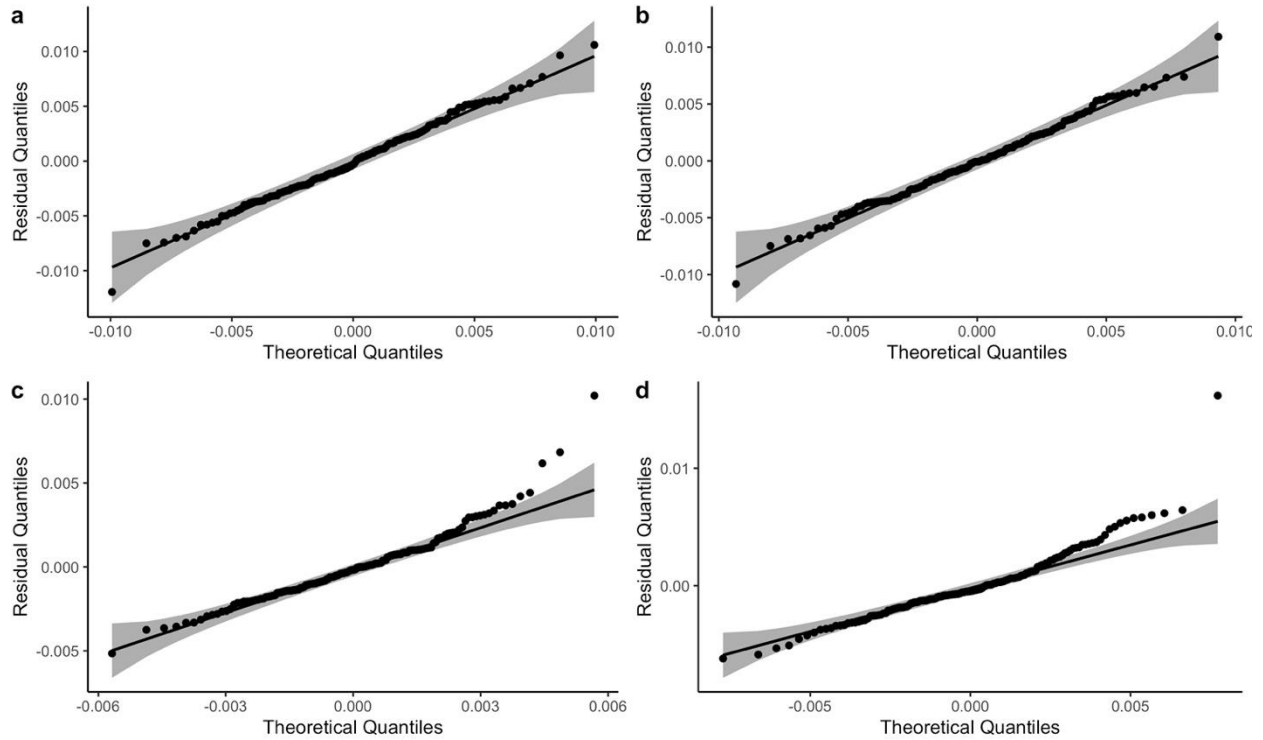 a
0.010
0.005
0.000
-0.005
-0.010
Residual Quantiles
-0.010 -0.005 0.000 0.005 0.010
Theoretical Quantiles
b
0.010
0.005
0.000
-0.005
-0.010
Residual Quantiles
-0.010 -0.005 0.000 0.005 0.010
Theoretical Quantiles
c
0.010
0.005
0.000
-0.005
Residual Quantiles
-0.006 -0.003 0.000 0.003 0.006
Theoretical Quantiles
d
0.01
0.00
Residual Quantiles
-0.005 0.000 0.005
Theoretical Quantiles